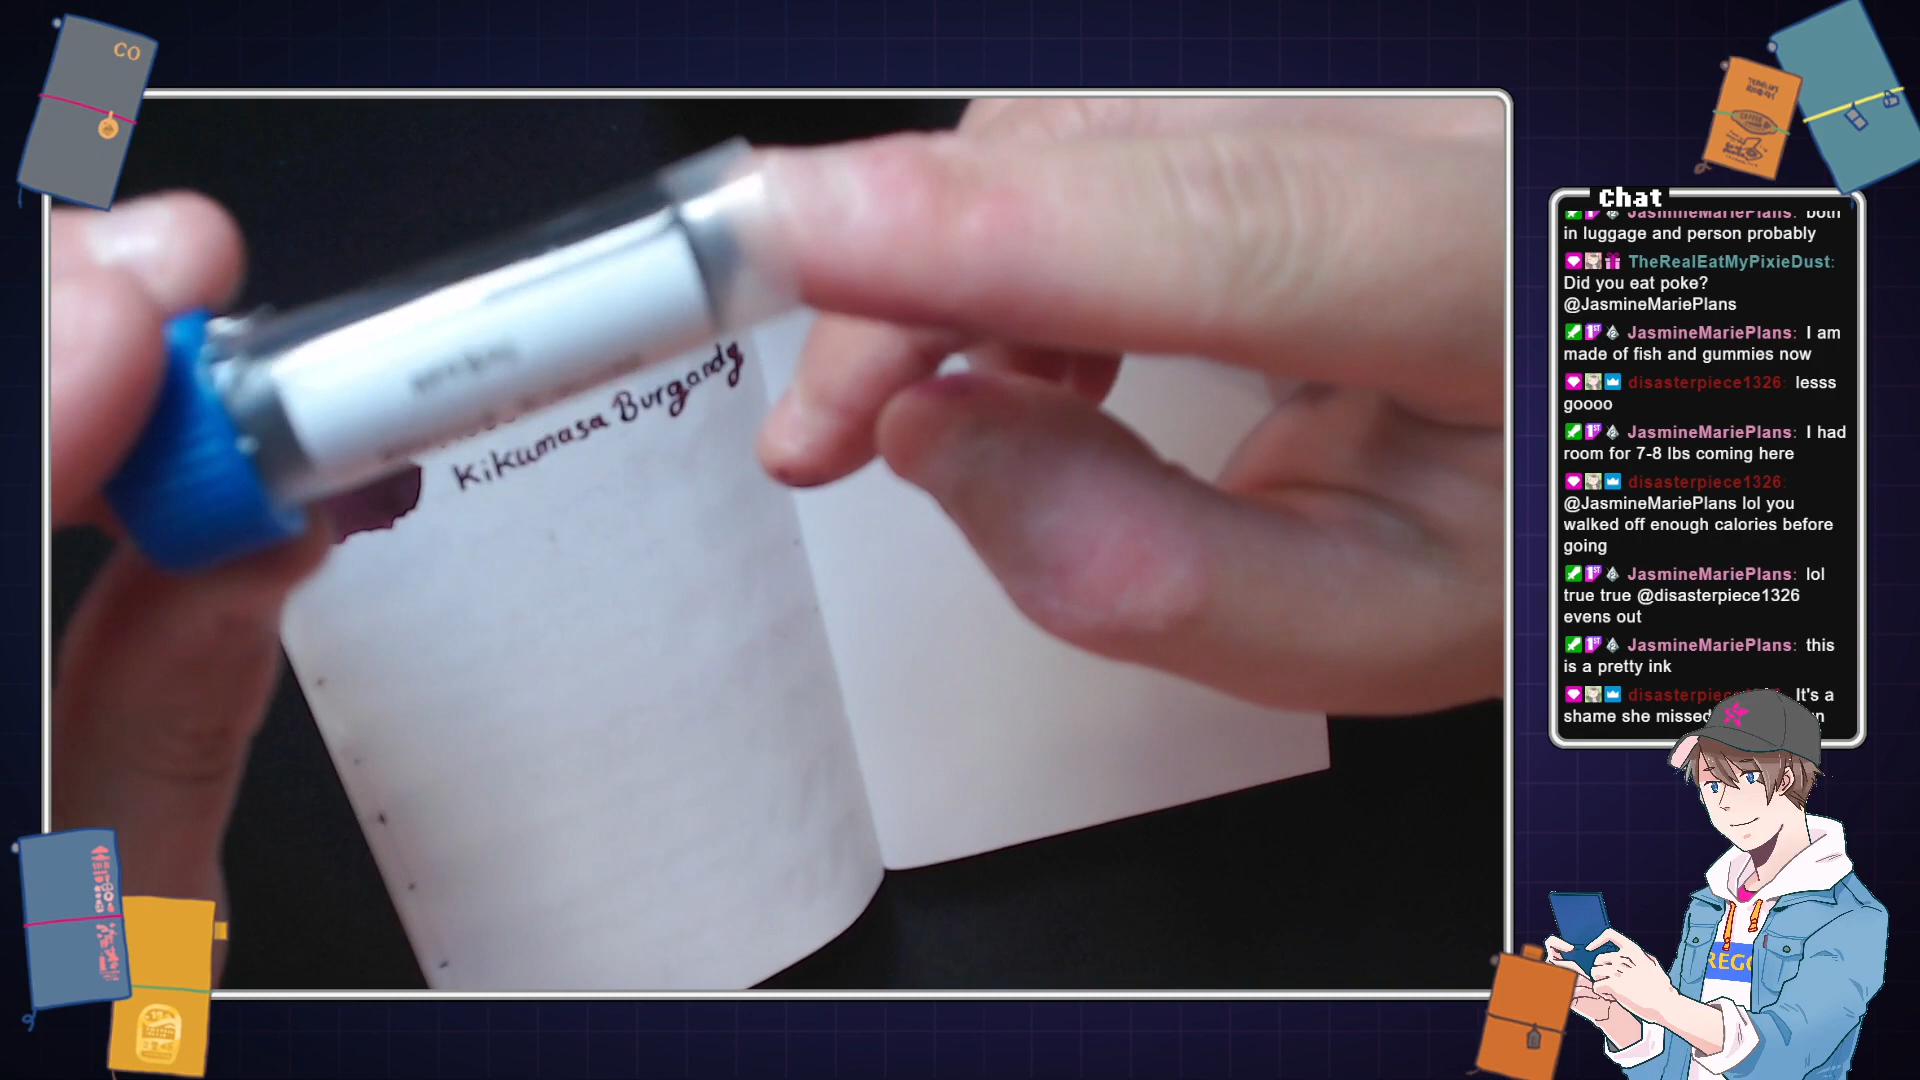 CO
Kikumasa Burgandy
chat
JasmineMariePlans: both
in luggage and person probably
TheRealEatMyPixieDust:
Did you eat poke?
@JasmineMariePlans
JasmineMariePlans: I am
made of fish and gummies now
disasterpiece1326: lesss
goooo
JasmineMariePlans: I had
room for 7-8 lbs coming here
disasterpiece1326:
@JasmineMariePlans lol you
walked off enough calories before
going
JasmineMariePlans: lol
true true @disasterpiece1326
evens out
JasmineMariePlans: this
is a pretty ink
It's a
shame she missed
REGO